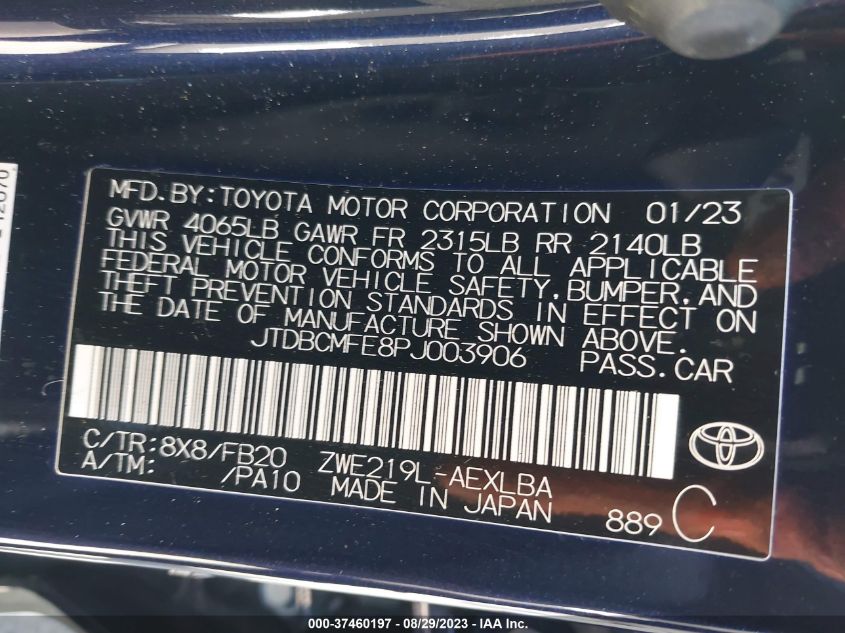 MFD.BY:TOYOTA MOTOR CORPORATION 01/23
GVWR 4065LB GAWR FR 2315LB RR 2140LB
THIS VEHICLE CONFORMS TO ALL APPLICABLE
FEDERAL MOTOR VEHICLE SAFETY,BUMPER,AND
THEFT PREVENTION STANDARDS IN EFFECT ON
THE DATE OF MANUFACTURE SHOWN ABOVE.
JTDBCMFE8PJ003906 PASS.CAR
C/TR:8X8/FB20 ZWE219L-AEXLBA
A/TM: /PA10 MADE IN JAPAN
889 C
000-37460197 - 08/29/2023 - IAA Inc.